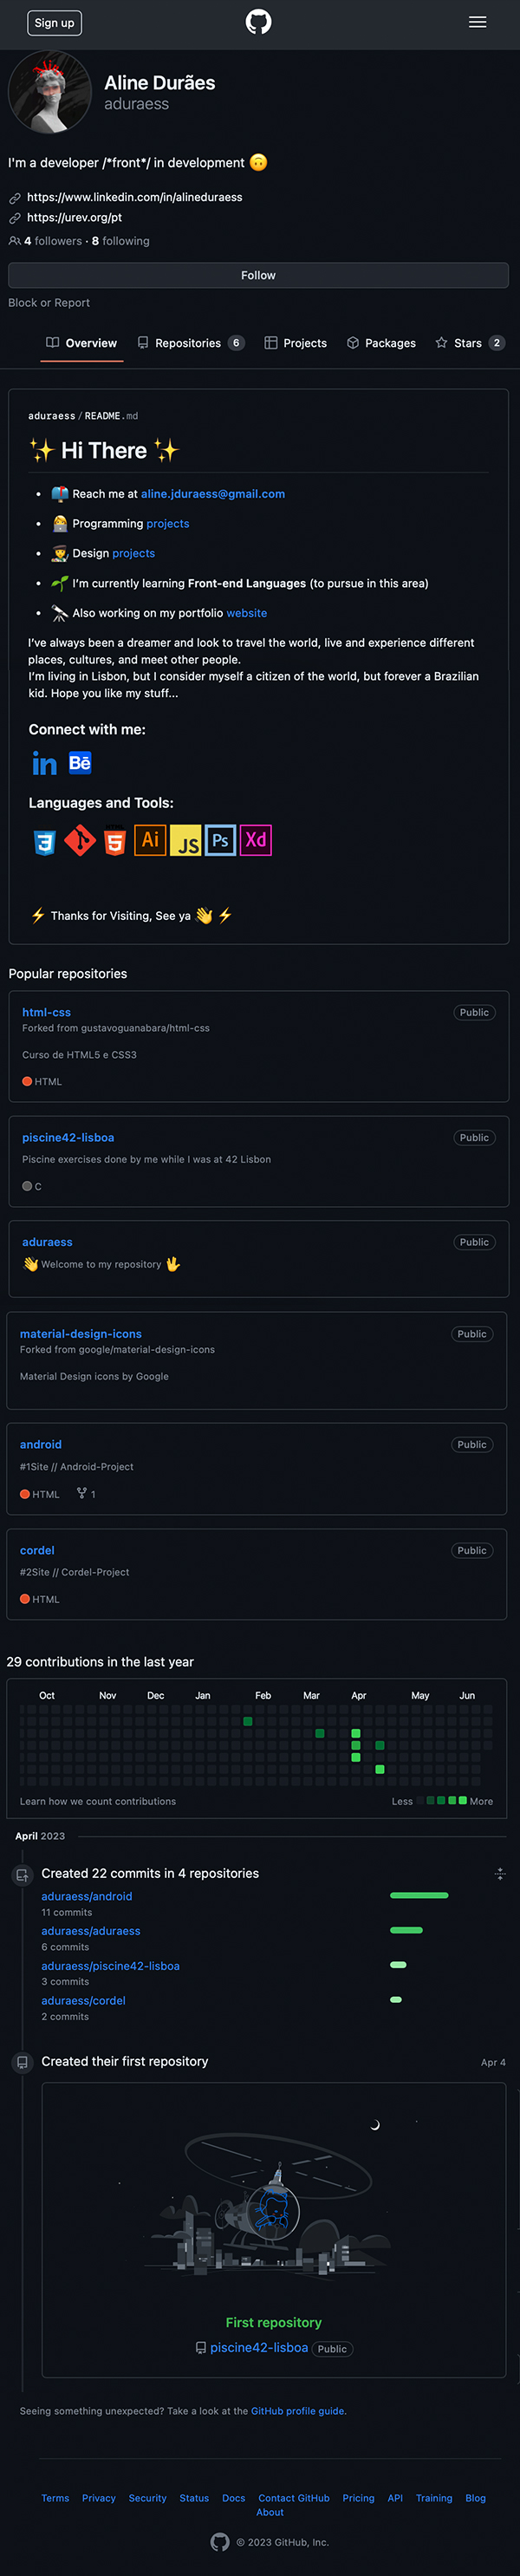 Sign up
Aline Durães
aduraess
I'm a developer /*front*/ in development 🙃
https://www.linkedin.com/in/alineduraess
https://urev.org/pt
4 followers · 8 following
Follow
Block or Report
Overview Repositories 6 Projects Packages Stars 2
aduraess / README.md
✨ Hi There ✨
• 📫 Reach me at aline.jduraess@gmail.com
• 👩‍💻 Programming projects
• 👩‍🎨 Design projects
• 🌱 I’m currently learning Front-end Languages (to pursue in this area)
• 🔭 Also working on my portfolio website
I’ve always been a dreamer and look to travel the world, live and experience different
places, cultures, and meet other people.
I’m living in Lisbon, but I consider myself a citizen of the world, but forever a Brazilian
kid. Hope you like my stuff...
Connect with me:
in Bē
Languages and Tools:
3 5 Ai JS Ps Xd
⚡ Thanks for Visiting, See ya 👋 ⚡
Popular repositories
html-css Public
Forked from gustavoguanabara/html-css
Curso de HTML5 e CSS3
HTML
piscine42-lisboa Public
Piscine exercises done by me while I was at 42 Lisbon
C
aduraess Public
👋 Welcome to my repository 🖖
material-design-icons Public
Forked from google/material-design-icons
Material Design icons by Google
android Public
#1Site // Android-Project
HTML 1
cordel Public
#2Site // Cordel-Project
HTML
29 contributions in the last year
Oct Nov Dec Jan Feb Mar Apr May Jun
Learn how we count contributions Less More
April 2023
Created 22 commits in 4 repositories
aduraess/android
11 commits
aduraess/aduraess
6 commits
aduraess/piscine42-lisboa
3 commits
aduraess/cordel
2 commits
Created their first repository Apr 4
First repository
piscine42-lisboa Public
Seeing something unexpected? Take a look at the GitHub profile guide.
Terms Privacy Security Status Docs Contact GitHub Pricing API Training Blog
About
© 2023 GitHub, Inc.